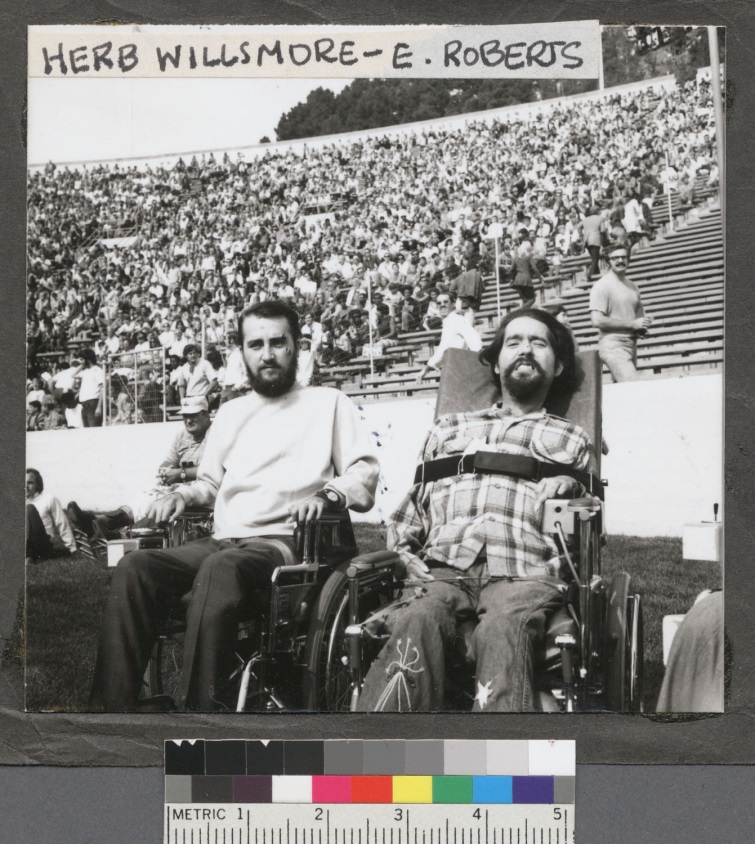 HERB WILLSMORE – E. ROBERTS
METRIC 1 2 3 4 5